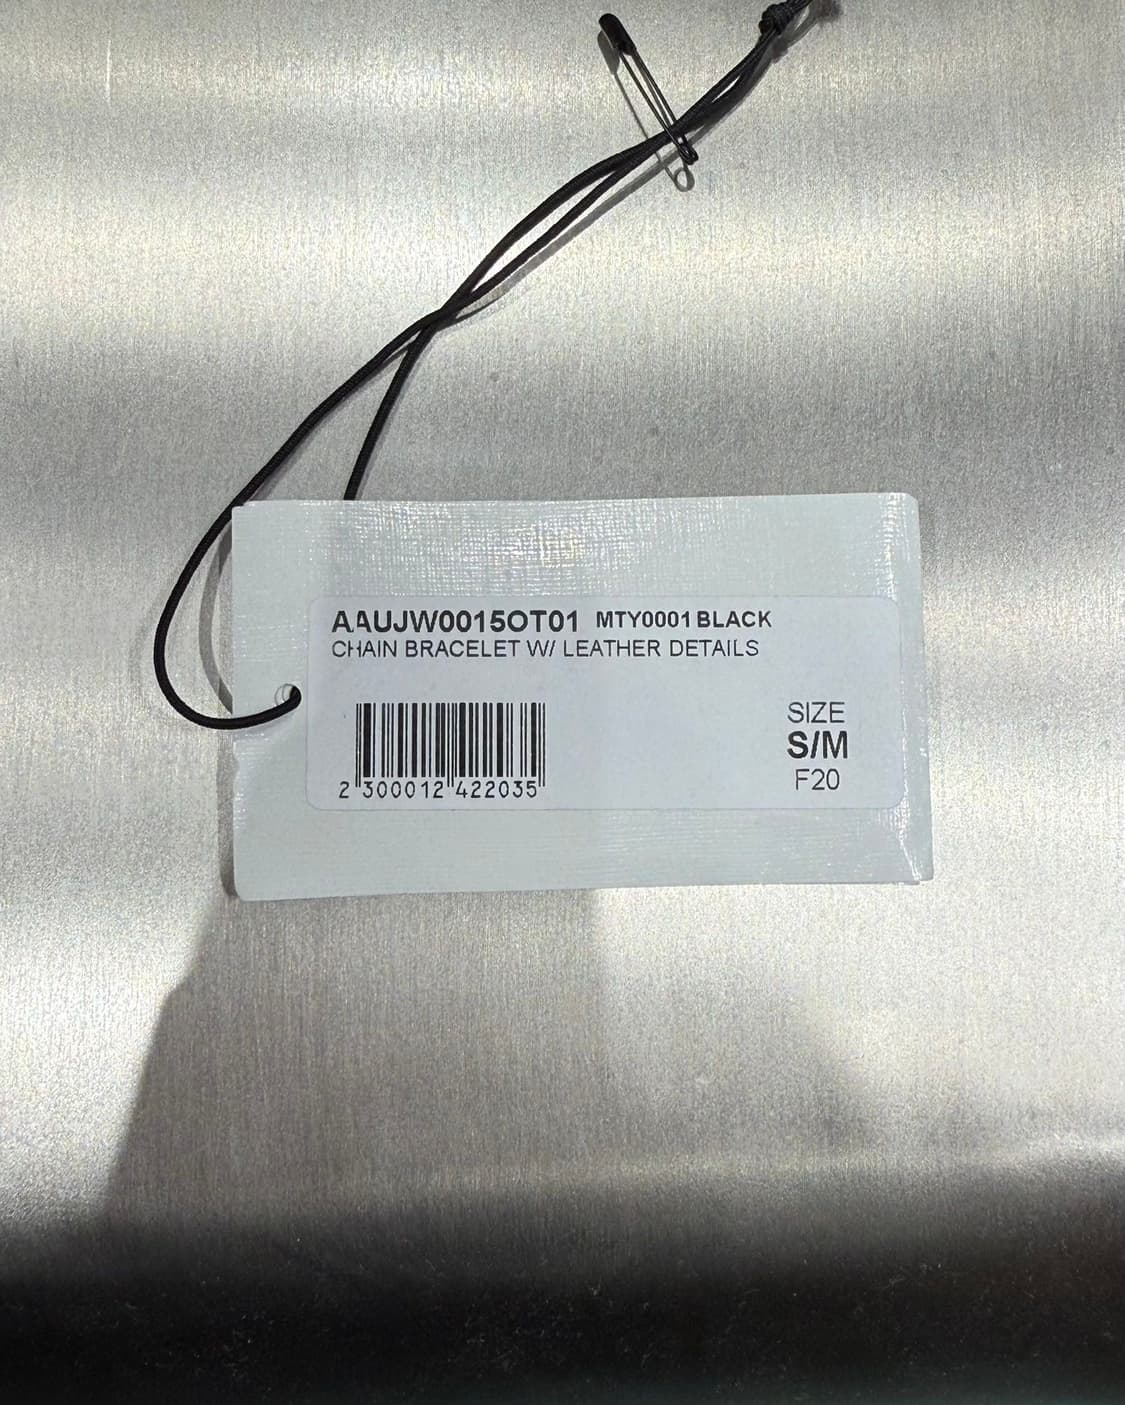 AAUJW0015OT01 MTY0001 BLACK
CHAIN BRACELET W/ LEATHER DETAILS
SIZE
S/M
F20
2 300012 422035